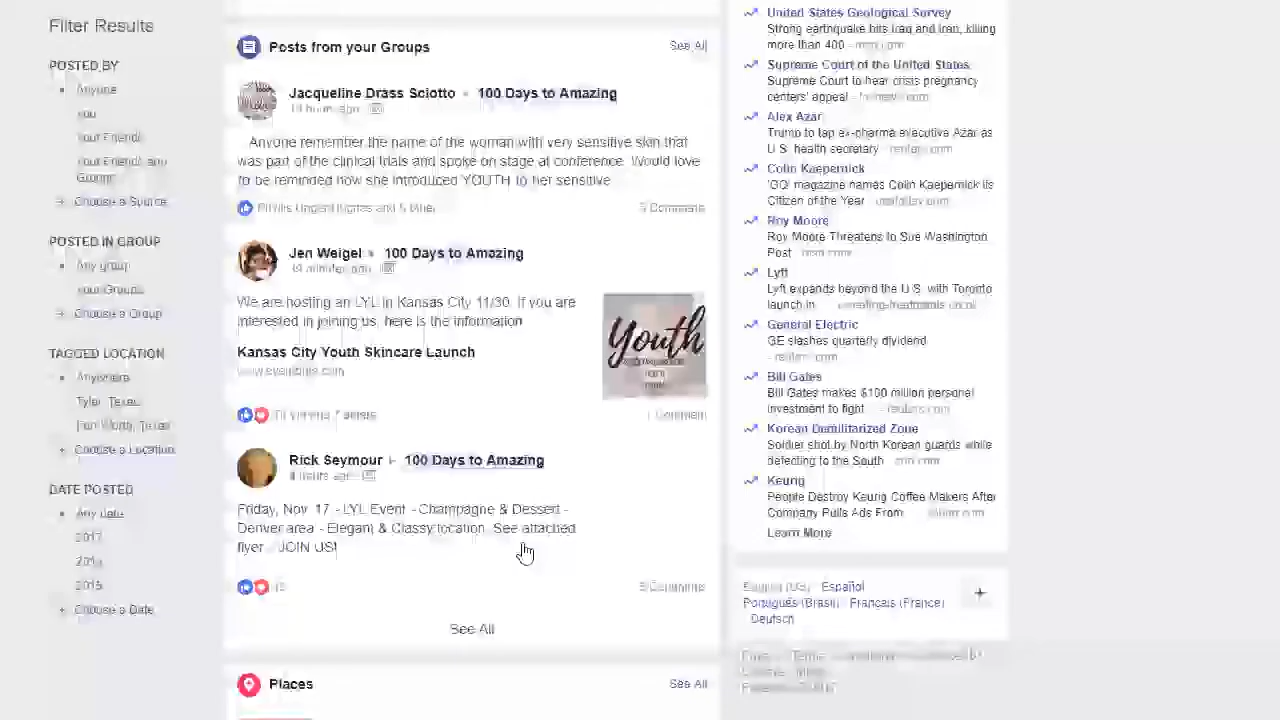 Filter Results
POSTED BY
Anyone
You
Your Friends
Your Friends and
Groups
Choose a Source
POSTED IN GROUP
Any group
Your Groups
Choose a Group
TAGGED LOCATION
Anywhere
Tyler, Texas
Fort Worth, Texas
Choose a Location
DATE POSTED
Any date
2017
Choose a Date
Posts from your Groups
See All
Jacqueline Drass Sciotto 100 Days to Amazing
hours ago
Anyone remember the name of the woman with very sensitive skin that
was part of the clinical trials and spoke on stage at conference. Would love
to be reminded how she introduced YOUTH to her sensitive
Comments
Jen Weigel 100 Days to Amazing
minutes ago
We are hosting an LYL in Kansas City 11/30. If you are
interested in joining us, here is the information
Kansas City Youth Skincare Launch
Youth
1 Comment
Rick Seymour 100 Days to Amazing
hours ago
Friday, Nov. 17 - LYL Event - Champagne & Dessert -
Denver area - Elegant & Classy location. See attached
flyer JOIN US!
Comments
See All
Places
See All
United States Geological Survey
Strong earthquake hits Iraq and Iran, killing
more than 400
Supreme Court of the United States
Supreme Court to hear crisis pregnancy
centers' appeal
Alex Azar
Trump to tap ex-pharma executive Azar as
U.S. health secretary
Colin Kaepernick
'GQ' magazine names Colin Kaepernick its
Citizen of the Year
Roy Moore
Roy Moore Threatens to Sue Washington
Post
Lyft
Lyft expands beyond the U.S. with Toronto
launch in
General Electric
GE slashes quarterly dividend
Bill Gates
Bill Gates makes $100 million personal
investment to fight
Korean Demilitarized Zone
Soldier shot by North Korean guards while
defecting to the South
Keurig
People Destroy Keurig Coffee Makers After
Company Pulls Ads From
Learn More
English (US) Español
Português (Brasil) Français (France)
Deutsch